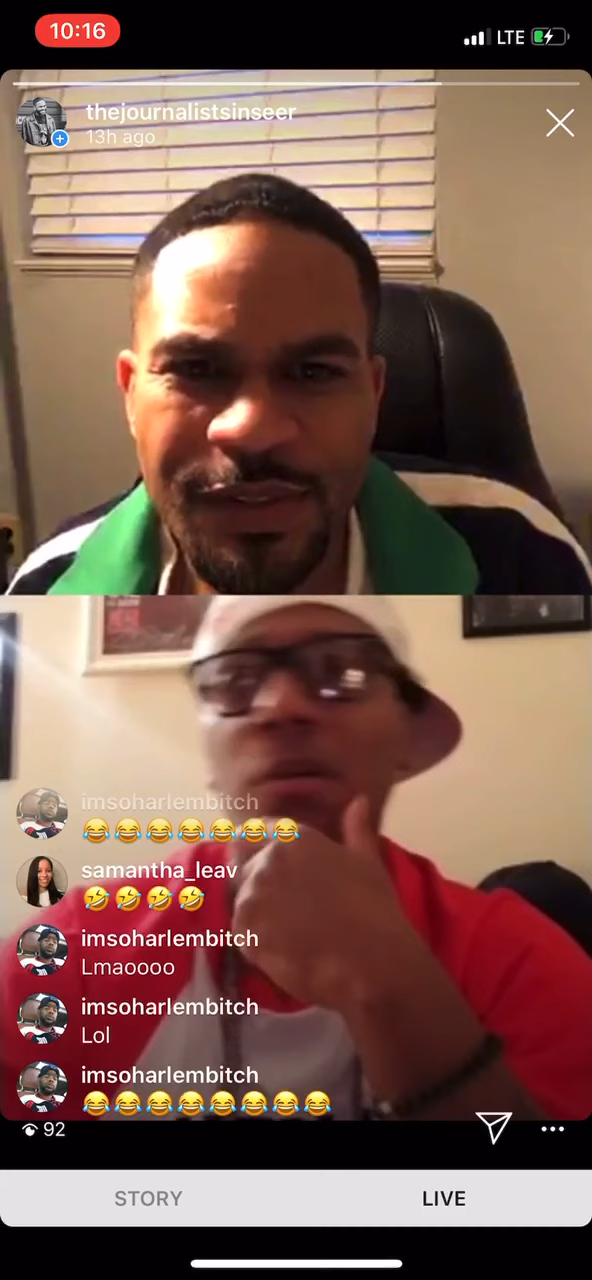 10:16
LTE
thejournalistsinseer
13h ago
imsoharlembitch
😂😂😂😂😂😂😂
samantha_leav
🤣🤣🤣🤣
imsoharlembitch
Lmaoooo
imsoharlembitch
Lol
imsoharlembitch
😂😂😂😂😂😂😂😂
92
STORY
LIVE